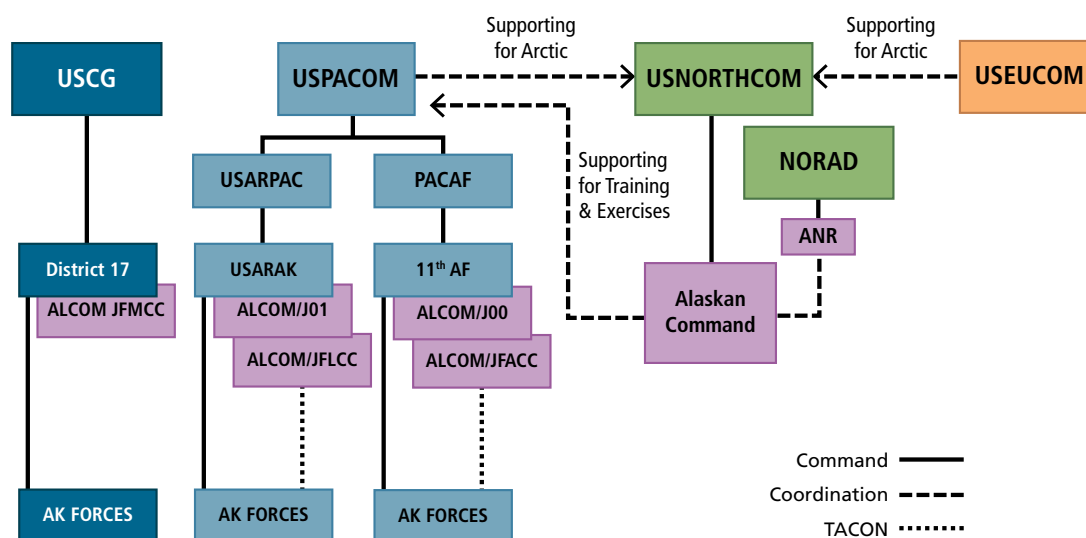 Supporting
for Arctic
Supporting
for Arctic
USCG
USPACOM
USNORTHCOM
USEUCOM
Supporting
for Training
& Exercises
NORAD
USARPAC
PACAF
ANR
District 17
USARAK
11th AF
ALCOM JFMCC
ALCOM/J01
ALCOM/J00
Alaskan
Command
ALCOM/JFLCC
ALCOM/JFACC
Command
Coordination
TACON
AK FORCES
AK FORCES
AK FORCES